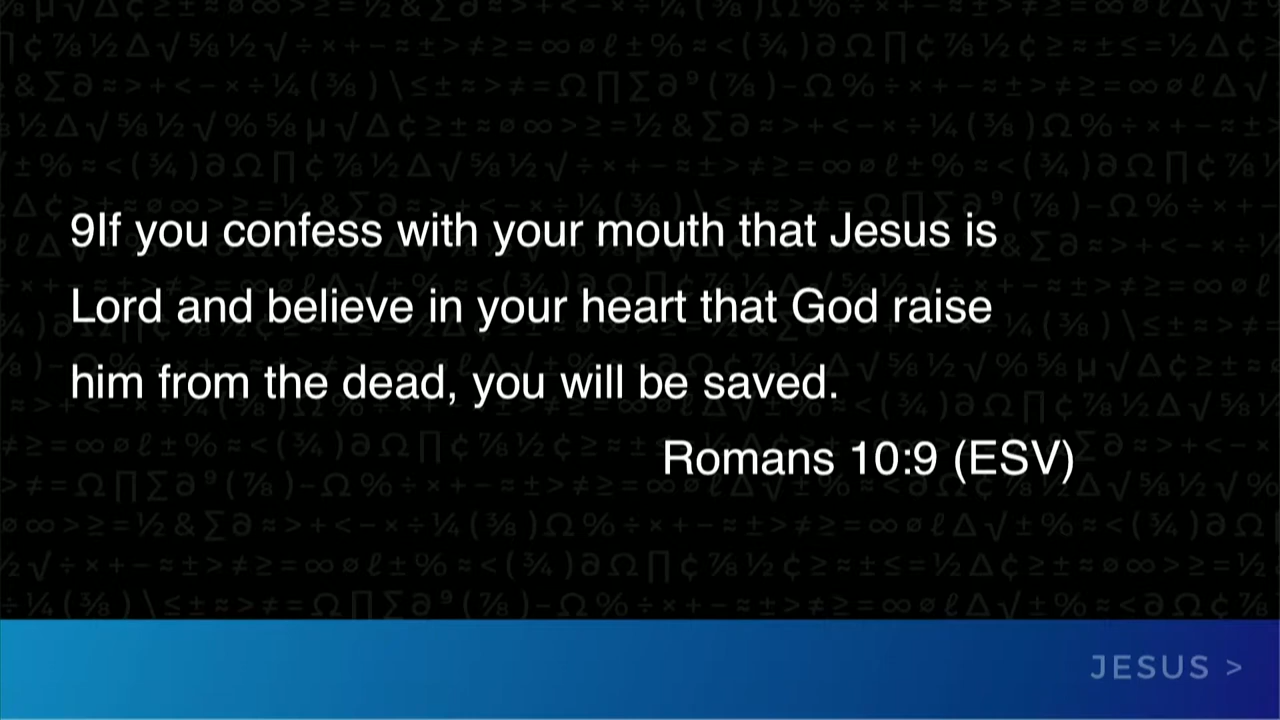 9If you confess with your mouth that Jesus is
Lord and believe in your heart that God raise
him from the dead, you will be saved.
Romans 10:9 (ESV)
JESUS >